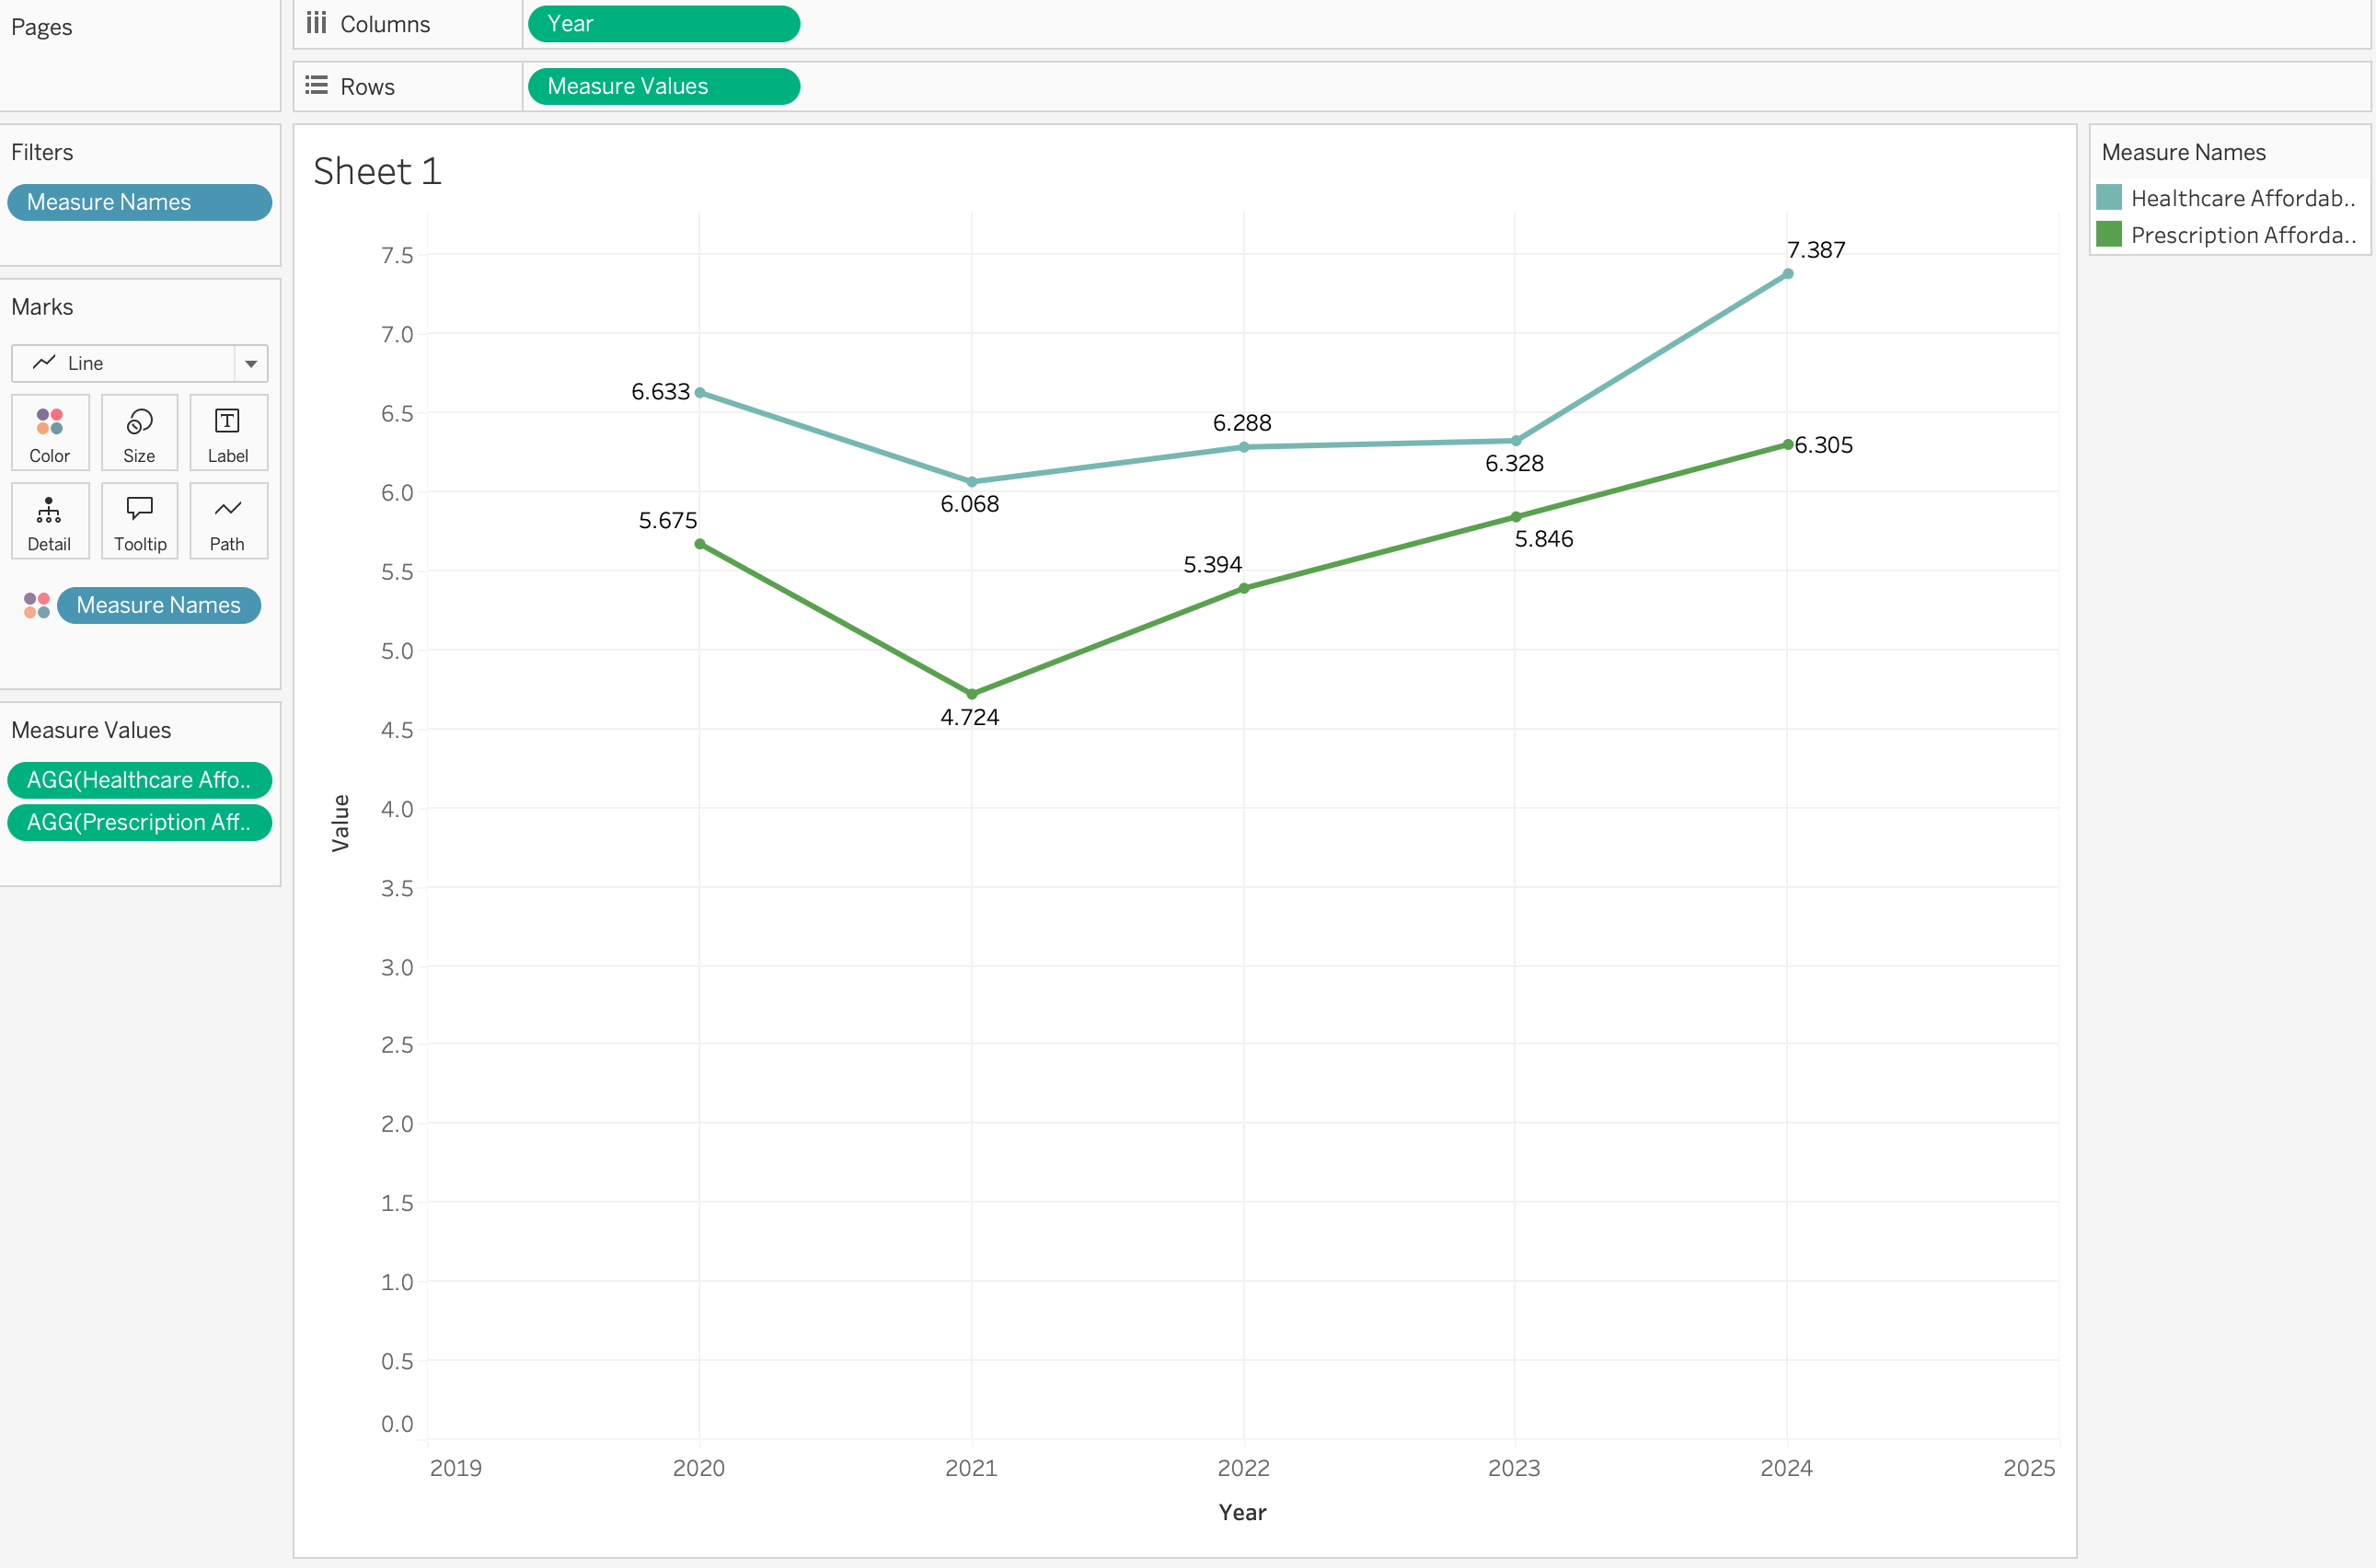 Pages
Columns
Year
Rows
Measure Values
Filters
Measure Names
Marks
Line
Color
Size
Label
Detail
Tooltip
Path
Measure Names
Measure Values
AGG(Healthcare Affo..
AGG(Prescription Aff..
Sheet 1
7.5
7.0
6.5
6.0
5.5
5.0
4.5
4.0
3.5
3.0
2.5
2.0
1.5
1.0
0.5
0.0
Value
6.633
6.068
6.288
6.328
7.387
5.675
4.724
5.394
5.846
6.305
2019
2020
2021
2022
2023
2024
2025
Year
Measure Names
Healthcare Affordab..
Prescription Afforda..